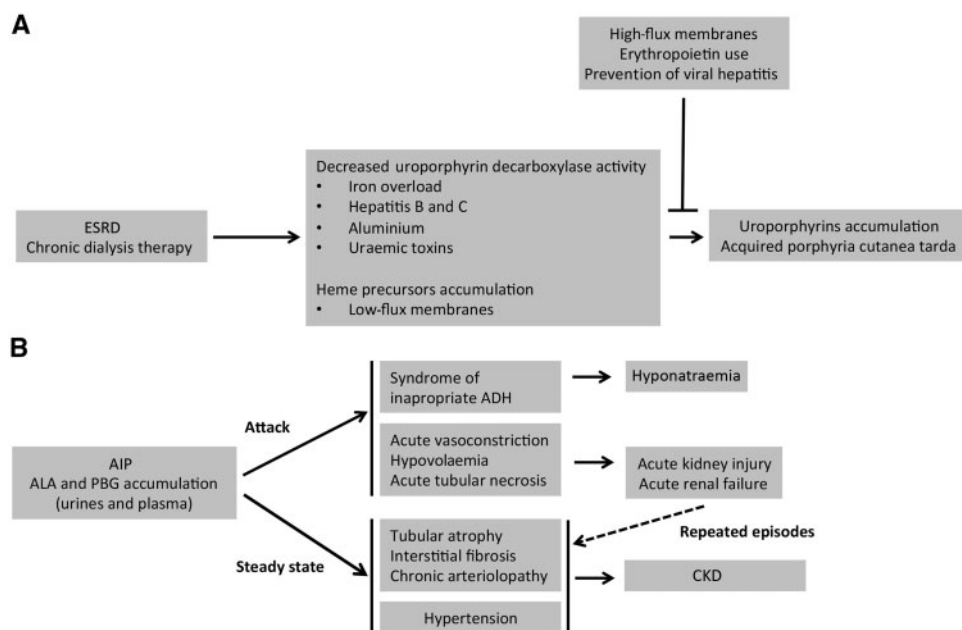 A
High-flux membranes
Erythropoietin use
Prevention of viral hepatitis
ESRD
Chronic dialysis therapy
Decreased uroporphyrin decarboxylase activity
• Iron overload
• Hepatitis B and C
• Aluminium
• Uraemic toxins
Heme precursors accumulation
• Low-flux membranes
Uroporphyrins accumulation
Acquired porphyria cutanea tarda
B
AIP
ALA and PBG accumulation
(urines and plasma)
Attack
Steady state
Syndrome of
inapropriate ADH
Hyponatraemia
Acute vasoconstriction
Hypovolaemia
Acute tubular necrosis
Acute kidney injury
Acute renal failure
Repeated episodes
Tubular atrophy
Interstitial fibrosis
Chronic arteriolopathy
Hypertension
CKD